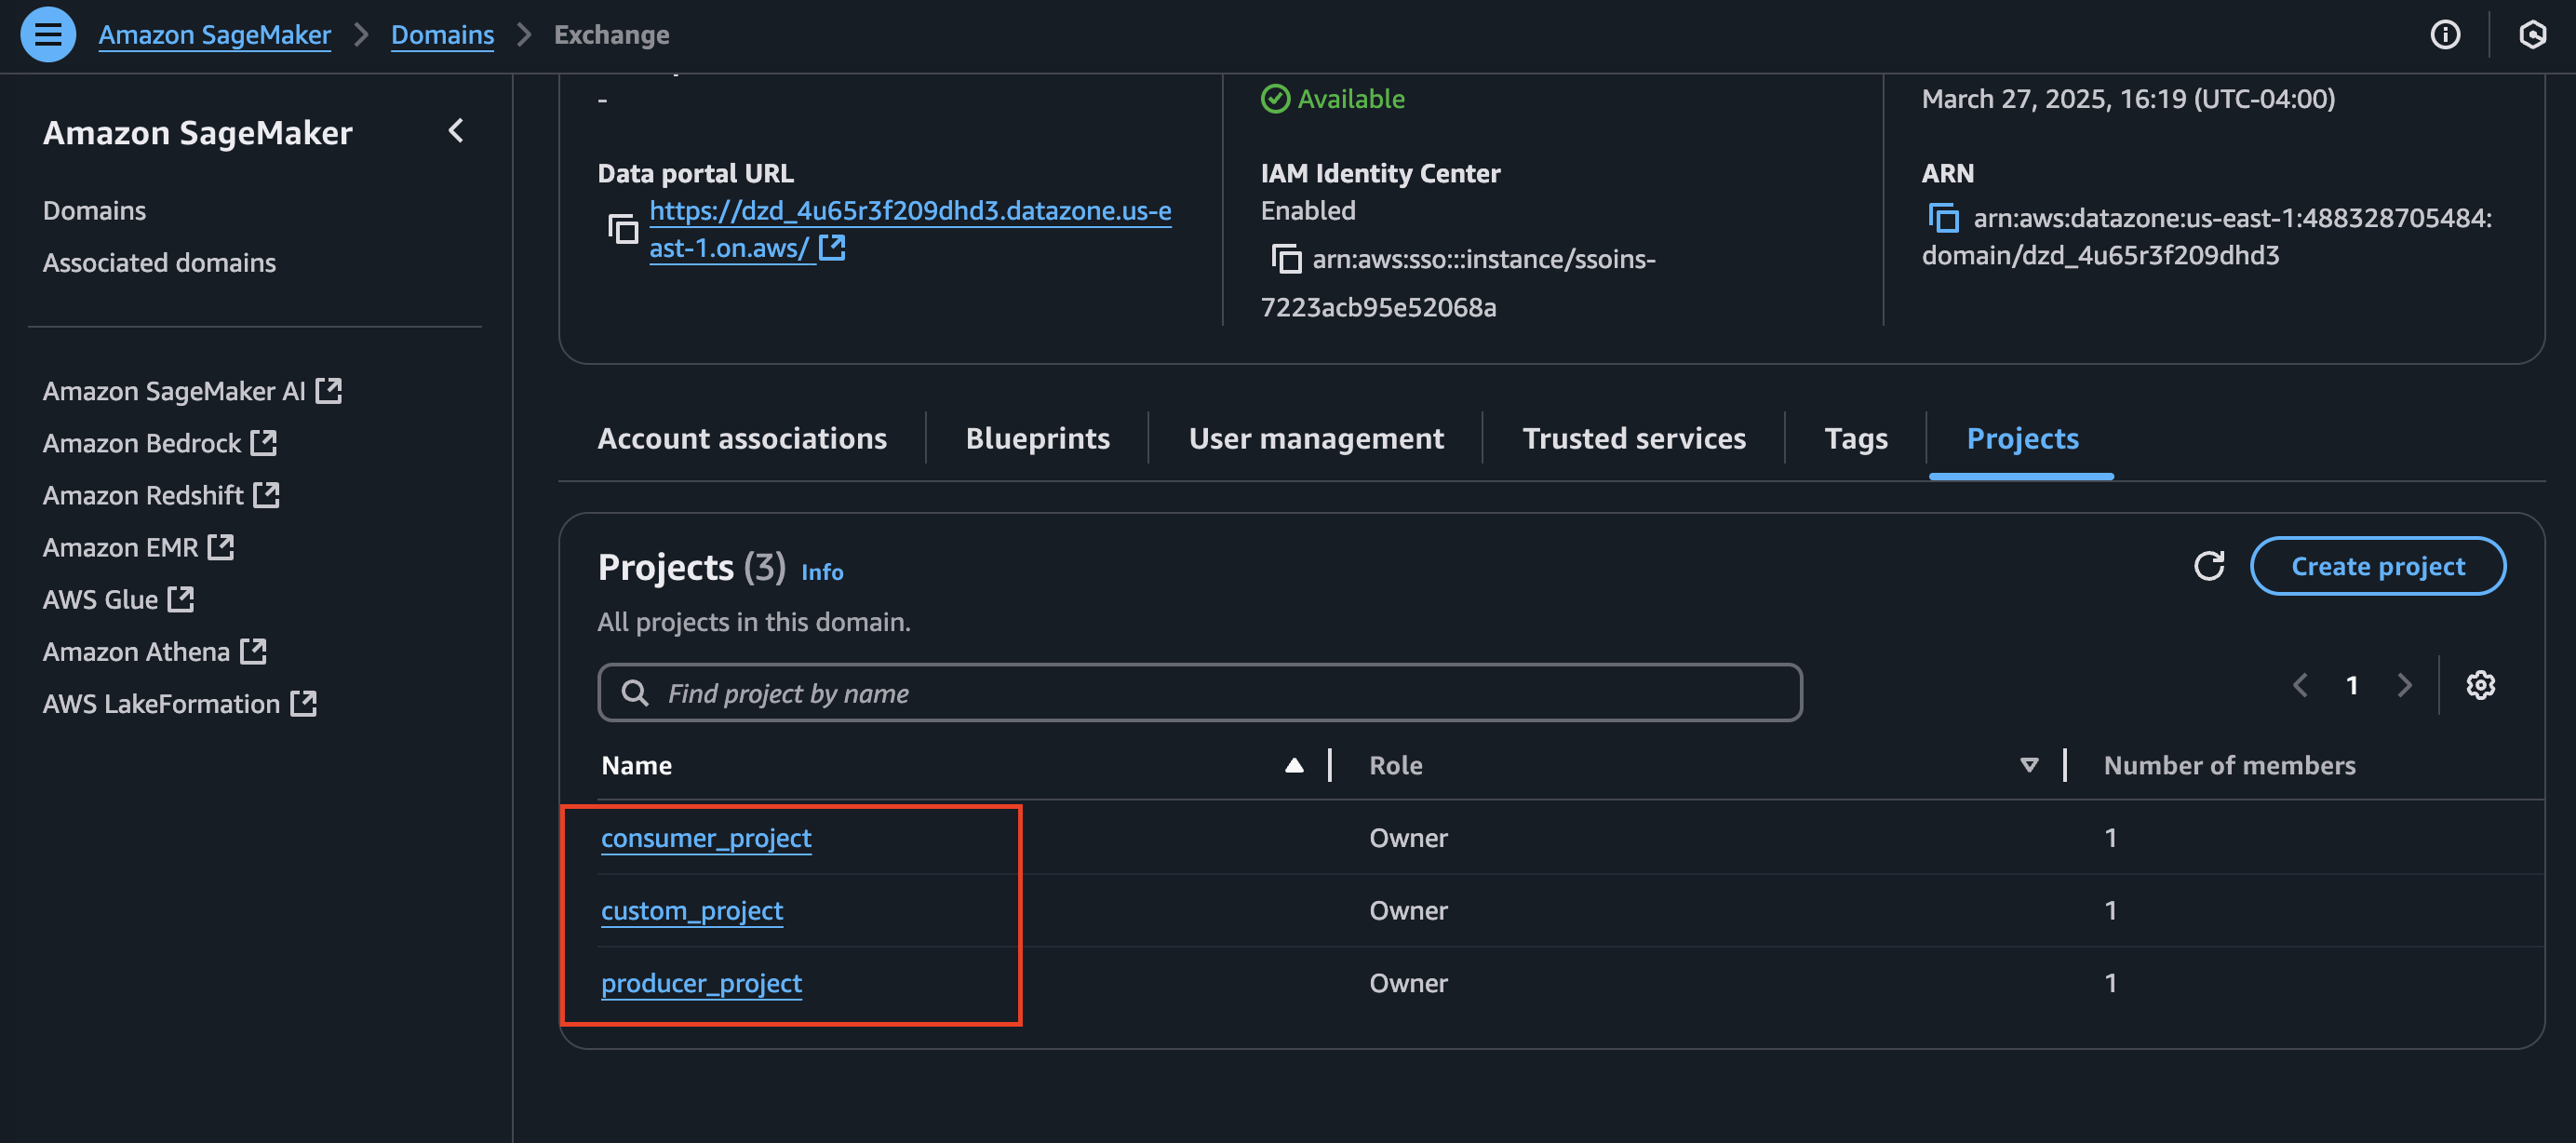 Amazon SageMaker > Domains > Exchange
Amazon SageMaker
Domains
Associated domains
Amazon SageMaker AI
Amazon Bedrock
Amazon Redshift
Amazon EMR
AWS Glue
Amazon Athena
AWS LakeFormation
-
Data portal URL
https://dzd_4u65r3f209dhd3.datazone.us-e
ast-1.on.aws/
Available
IAM Identity Center
Enabled
arn:aws:sso:::instance/ssoins-
7223acb95e52068a
March 27, 2025, 16:19 (UTC-04:00)
ARN
arn:aws:datazone:us-east-1:488328705484:
domain/dzd_4u65r3f209dhd3
Account associations Blueprints User management Trusted services Tags Projects
Projects (3) Info
Create project
All projects in this domain.
Find project by name
1
Name Role Number of members
consumer_project Owner 1
custom_project Owner 1
producer_project Owner 1